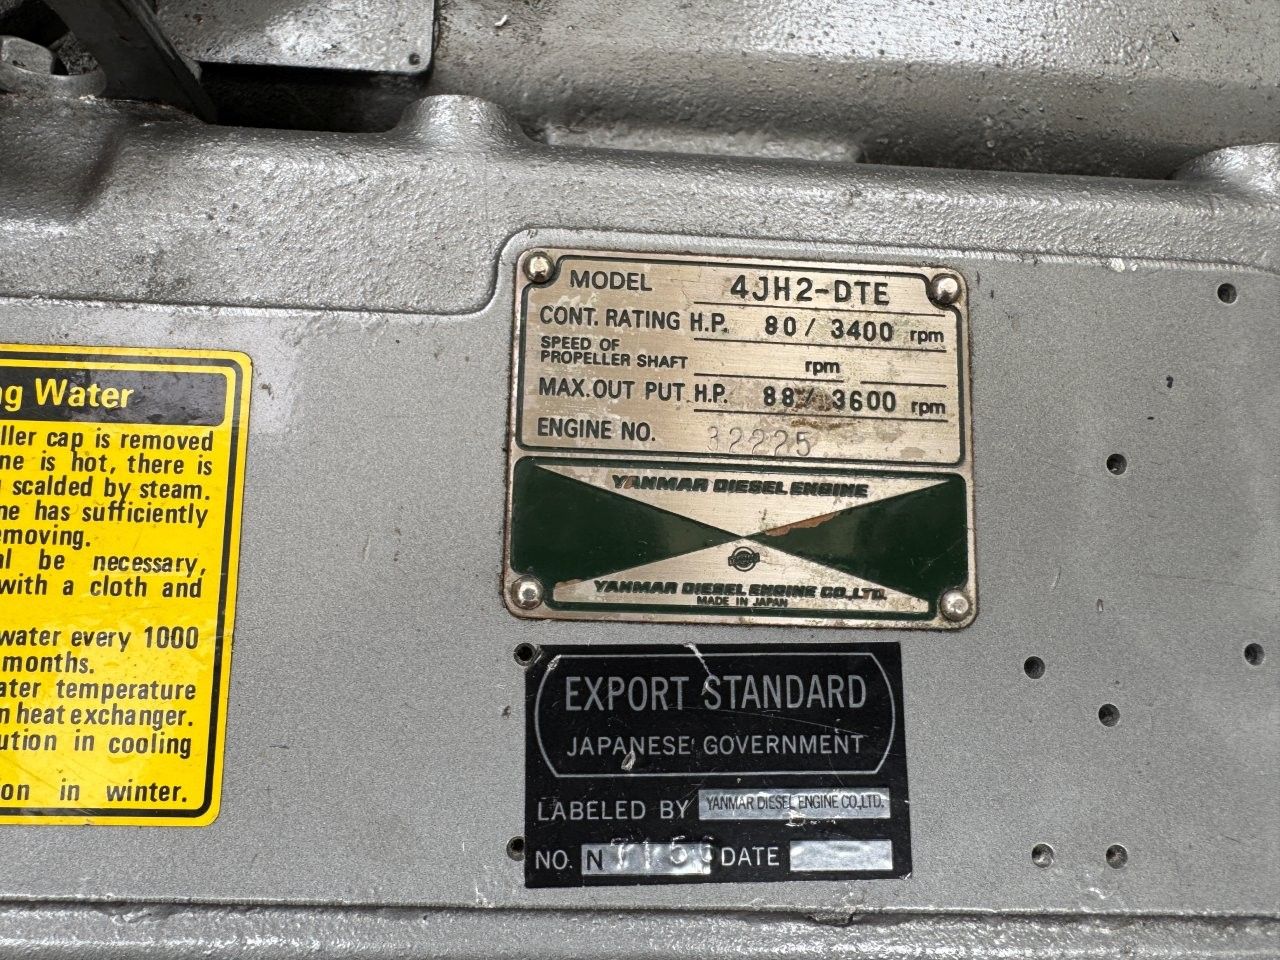 MODEL 4JH2-DTE
CONT. RATING H.P. 80 / 3400 rpm
SPEED OF
PROPELLER SHAFT rpm
MAX. OUT PUT H.P. 88 / 3600 rpm
ENGINE NO. 32225
YANMAR DIESEL ENGINE
YANMAR DIESEL ENGINE CO., LTD.
MADE IN JAPAN
EXPORT STANDARD
JAPANESE GOVERNMENT
LABELED BY YANMAR DIESEL ENGINE CO.,LTD.
NO. N 7156 DATE
ng Water
ller cap is removed
ne is hot, there is
scalded by steam.
ne has sufficiently
emoving.
al be necessary,
with a cloth and
water every 1000
months.
ater temperature
n heat exchanger.
ution in cooling
on in winter.